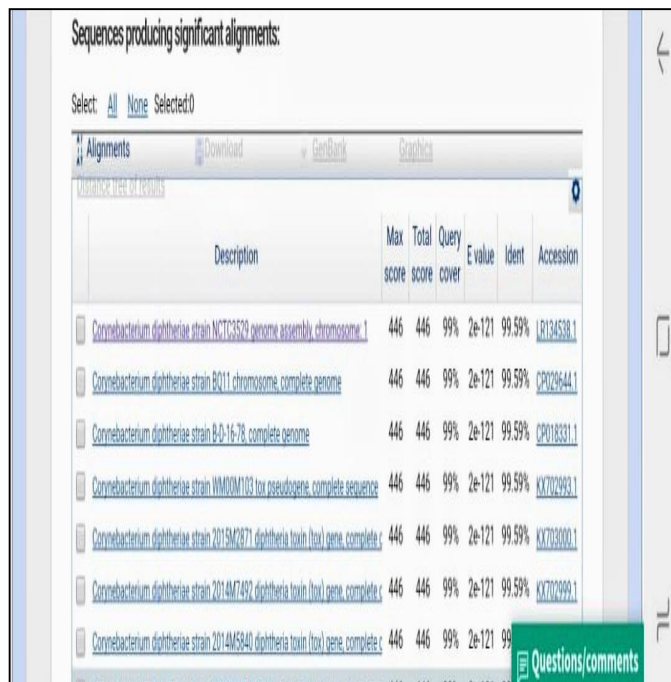 Sequences producing significant alignments:
Select: All None Selected:0
Alignments Download GenBank Graphics
Distance tree of results
Description Max score Total score Query cover E value Ident Accession
Corynebacterium diphtheriae strain NCTC3529 genome assembly, chromosome: 1 446 446 99% 2e-121 99.59% LR134538.1
Corynebacterium diphtheriae strain BQ11 chromosome, complete genome 446 446 99% 2e-121 99.59% CP029644.1
Corynebacterium diphtheriae strain B-D-16-78, complete genome 446 446 99% 2e-121 99.59% CP018331.1
Corynebacterium diphtheriae strain WM00M103 tox pseudogene, complete sequence 446 446 99% 2e-121 99.59% KX702993.1
Corynebacterium diphtheriae strain 2015M2871 diphtheria toxin (tox) gene, complete c 446 446 99% 2e-121 99.59% KX703000.1
Corynebacterium diphtheriae strain 2014M7492 diphtheria toxin (tox) gene, complete c 446 446 99% 2e-121 99.59% KX702999.1
Corynebacterium diphtheriae strain 2014M5840 diphtheria toxin (tox) gene, complete c 446 446 99% 2e-121 99
Questions/comments